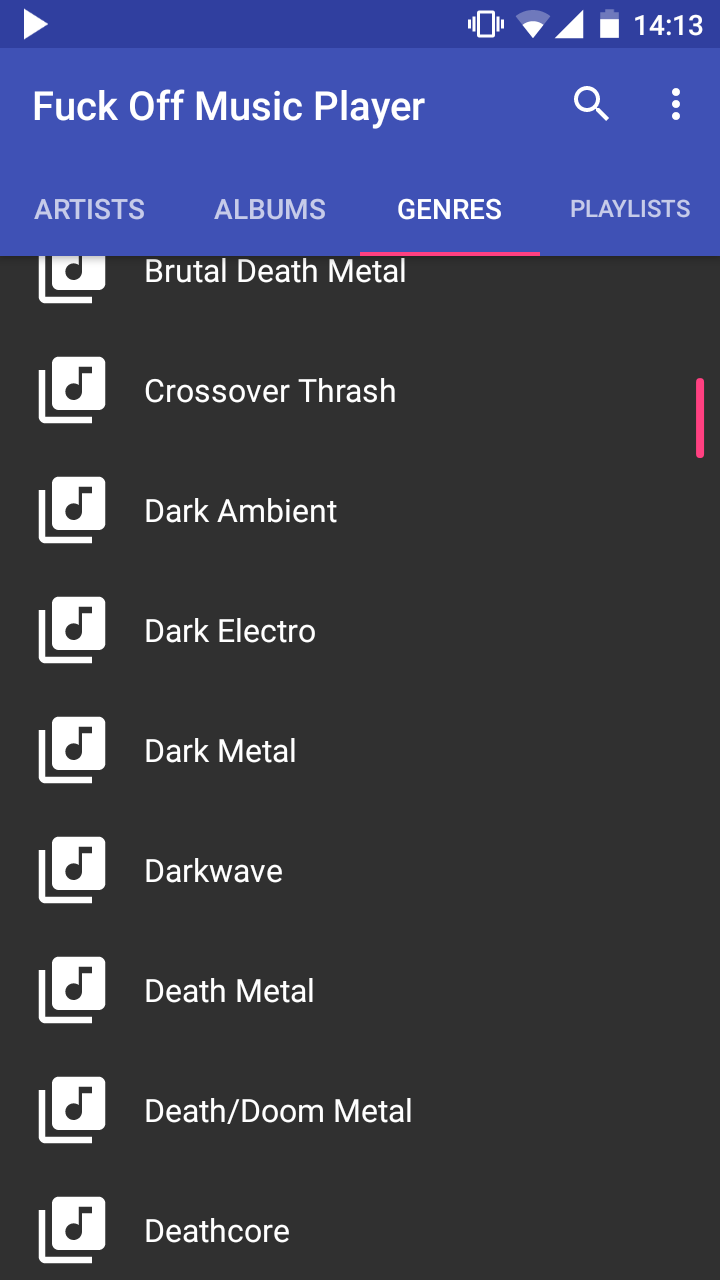 14:13
Fuck Off Music Player
ARTISTS ALBUMS GENRES PLAYLISTS
Brutal Death Metal
Crossover Thrash
Dark Ambient
Dark Electro
Dark Metal
Darkwave
Death Metal
Death/Doom Metal
Deathcore